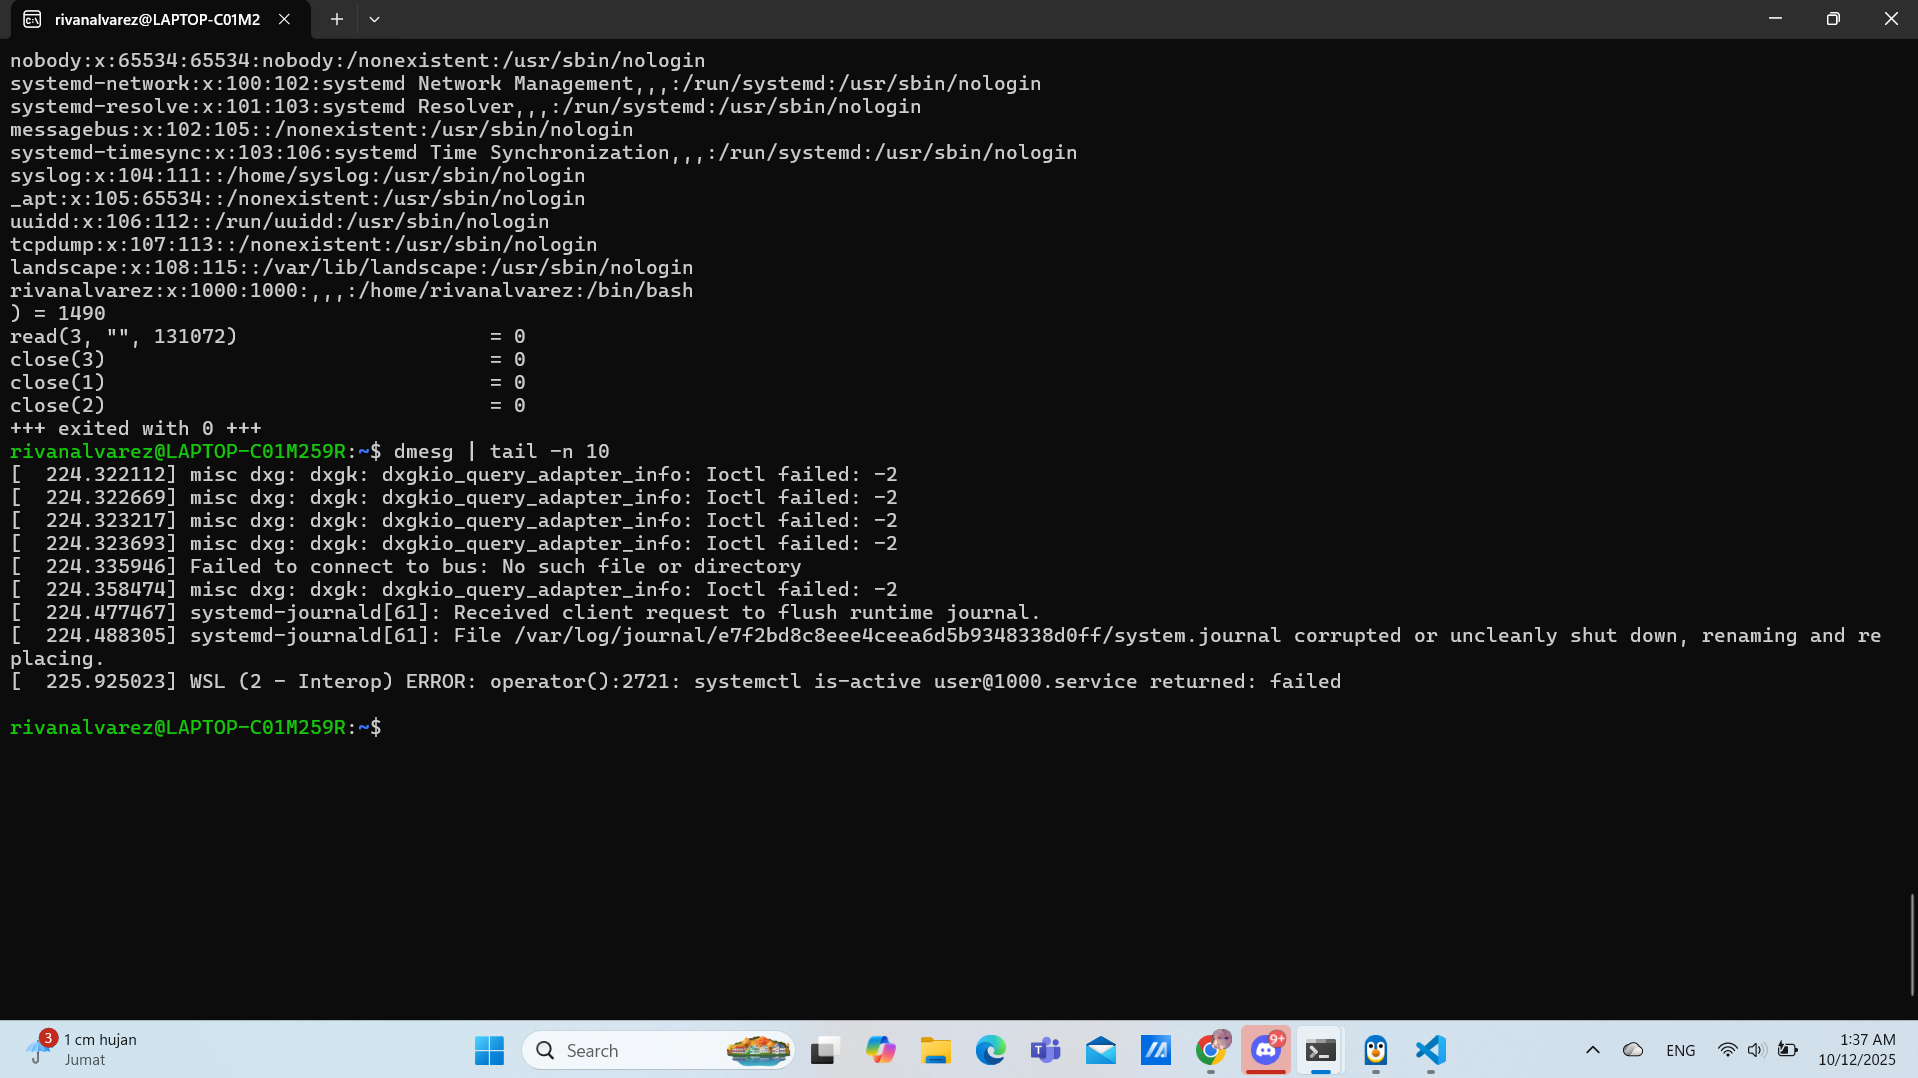 rivanalvarez@LAPTOP-C01M2
nobody:x:65534:65534:nobody:/nonexistent:/usr/sbin/nologin
systemd-network:x:100:102:systemd Network Management,,,:/run/systemd:/usr/sbin/nologin
systemd-resolve:x:101:103:systemd Resolver,,,:/run/systemd:/usr/sbin/nologin
messagebus:x:102:105::/nonexistent:/usr/sbin/nologin
systemd-timesync:x:103:106:systemd Time Synchronization,,,:/run/systemd:/usr/sbin/nologin
syslog:x:104:111::/home/syslog:/usr/sbin/nologin
_apt:x:105:65534::/nonexistent:/usr/sbin/nologin
uuidd:x:106:112::/run/uuidd:/usr/sbin/nologin
tcpdump:x:107:113::/nonexistent:/usr/sbin/nologin
landscape:x:108:115::/var/lib/landscape:/usr/sbin/nologin
rivanalvarez:x:1000:1000:,,,:/home/rivanalvarez:/bin/bash
) = 1490
read(3, "", 131072)                     = 0
close(3)                                = 0
close(1)                                = 0
close(2)                                = 0
+++ exited with 0 +++
rivanalvarez@LAPTOP-C01M259R:~$ dmesg | tail -n 10
[  224.322112] misc dxg: dxgk: dxgkio_query_adapter_info: Ioctl failed: -2
[  224.322669] misc dxg: dxgk: dxgkio_query_adapter_info: Ioctl failed: -2
[  224.323217] misc dxg: dxgk: dxgkio_query_adapter_info: Ioctl failed: -2
[  224.323693] misc dxg: dxgk: dxgkio_query_adapter_info: Ioctl failed: -2
[  224.335946] Failed to connect to bus: No such file or directory
[  224.358474] misc dxg: dxgk: dxgkio_query_adapter_info: Ioctl failed: -2
[  224.477467] systemd-journald[61]: Received client request to flush runtime journal.
[  224.488305] systemd-journald[61]: File /var/log/journal/e7f2bd8c8eee4ceea6d5b9348338d0ff/system.journal corrupted or uncleanly shut down, renaming and re
placing.
[  225.925023] WSL (2 - Interop) ERROR: operator():2721: systemctl is-active user@1000.service returned: failed
rivanalvarez@LAPTOP-C01M259R:~$
3
1 cm hujan
Jumat
Search
9+
ENG
1:37 AM
10/12/2025